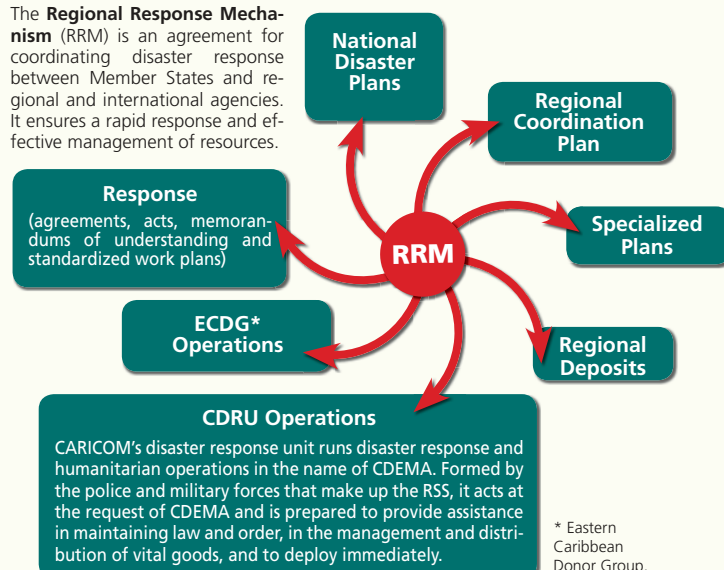 The Regional Response Mecha-
nism (RRM) is an agreement for
coordinating disaster response
between Member States and re-
gional and international agencies.
It ensures a rapid response and ef-
fective management of resources.
National
Disaster
Plans
Regional
Coordination
Plan
Response
(agreements, acts, memoran-
dums of understanding and
standardized work plans)
Specialized
Plans
RRM
ECDG*
Operations
Regional
Deposits
CDRU Operations
CARICOM's disaster response unit runs disaster response and
humanitarian operations in the name of CDEMA. Formed by
the police and military forces that make up the RSS, it acts at
the request of CDEMA and is prepared to provide assistance
in maintaining law and order, in the management and distri-
bution of vital goods, and to deploy immediately.
* Eastern
Caribbean
Donor Group.